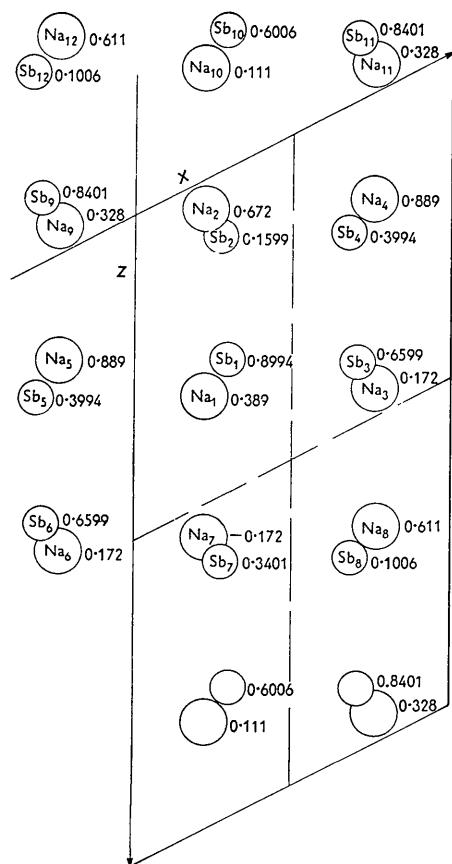 Na12 0·611
Sb12 0·1006
Sb10 0·6006
Na10 0·111
Sb11 0·8401
Na11 0·328
X
Z
Sb9 0·8401
Na9 0·328
Na2 0·672
Sb2 0·1599
Na4 0·889
Sb4 0·3994
Na5 0·889
Sb5 0·3994
Sb1 0·8994
Na1 0·389
Sb3 0·6599
Na3 0·172
Sb6 0·6599
Na6 0·172
Na7 —0·172
Sb7 0·3401
Na8 0·611
Sb8 0·1006
0·6006
0·111
0.8401
0·328